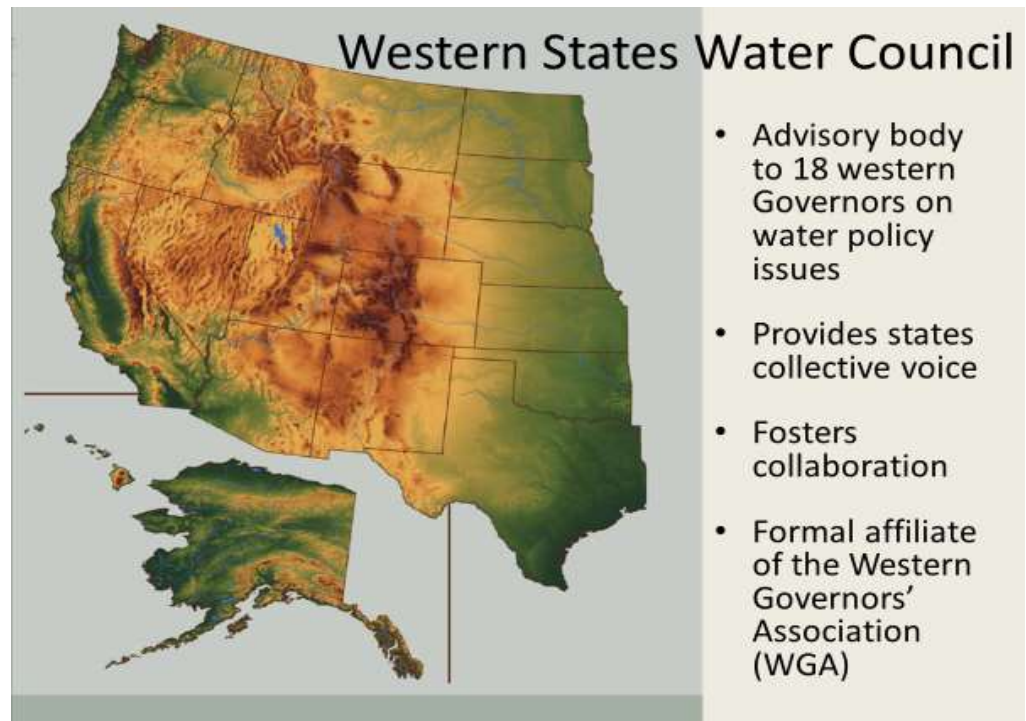 Western States Water Council
• Advisory body
to 18 western
Governors on
water policy
issues
• Provides states
collective voice
• Fosters
collaboration
• Formal affiliate
of the Western
Governors’
Association
(WGA)